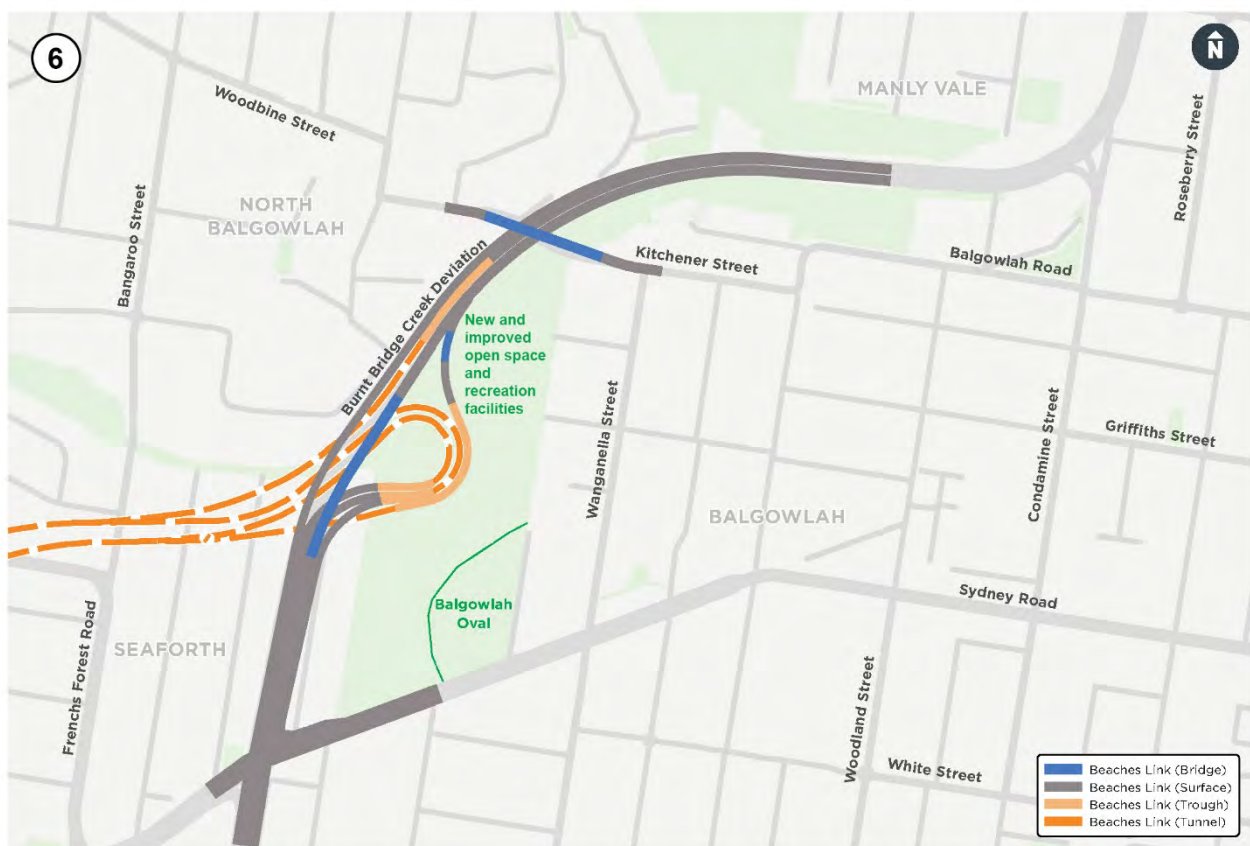 6
N
MANLY VALE
Woodbine Street
Roseberry Street
Bangaroo Street
NORTH
BALGOWLAH
Kitchener Street
Balgowlah Road
Burnt Bridge Creek Deviation
New and
improved
open space
and
recreation
facilities
Wanganella Street
Condamine Street
Griffiths Street
BALGOWLAH
Sydney Road
Balgowlah
Oval
SEAFORTH
Frenchs Forest Road
Woodland Street
White Street
Beaches Link (Bridge)
Beaches Link (Surface)
Beaches Link (Trough)
Beaches Link (Tunnel)